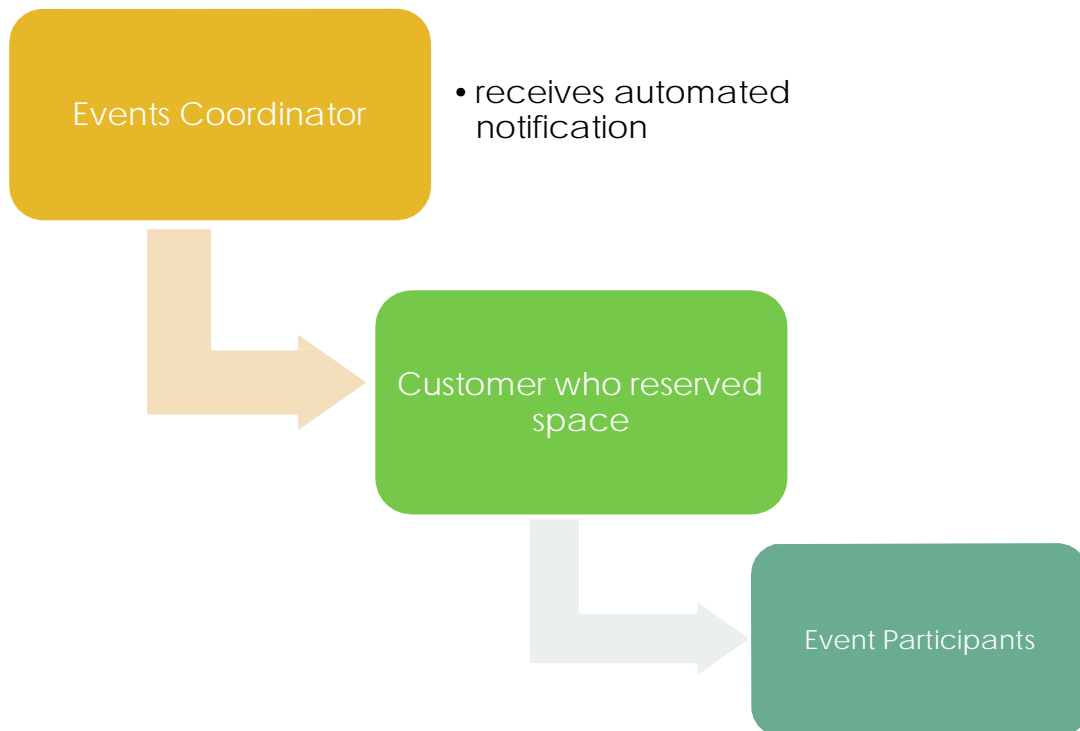 Events Coordinator
• receives automated
notification
Customer who reserved
space
Event Participants